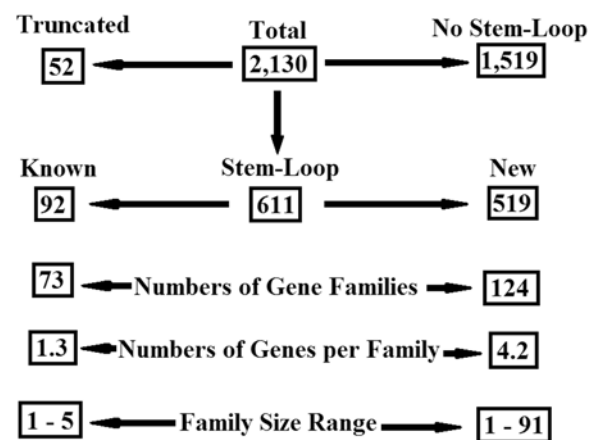 Truncated Total No Stem-Loop
52 2,130 1,519
Known Stem-Loop New
92 611 519
73 Numbers of Gene Families 124
1.3 Numbers of Genes per Family 4.2
1 - 5 Family Size Range 1 - 91